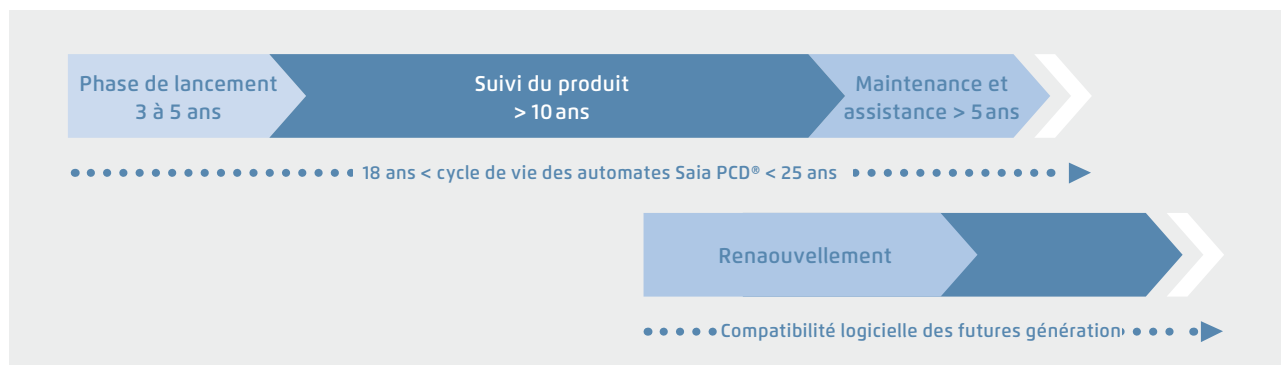 Phase de lancement
3 à 5 ans
Suivi du produit
> 10 ans
Maintenance et
assistance > 5 ans
18 ans < cycle de vie des automates Saia PCD® < 25 ans
Renaouvellement
Compatibilité logicielle des futures génération